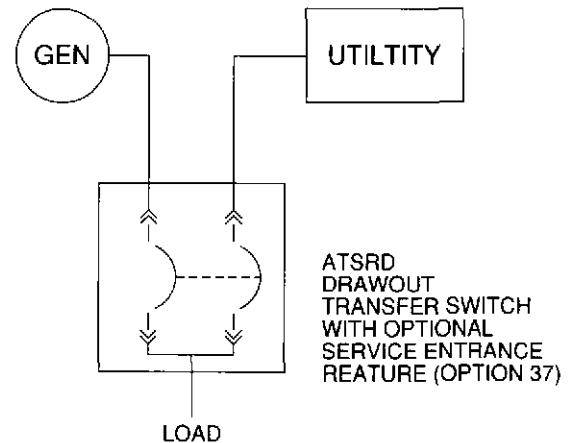 GEN
UTILTITY
ATSRD
DRAWOUT
TRANSFER SWITCH
WITH OPTIONAL
SERVICE ENTRANCE
REATURE (OPTION 37)
LOAD